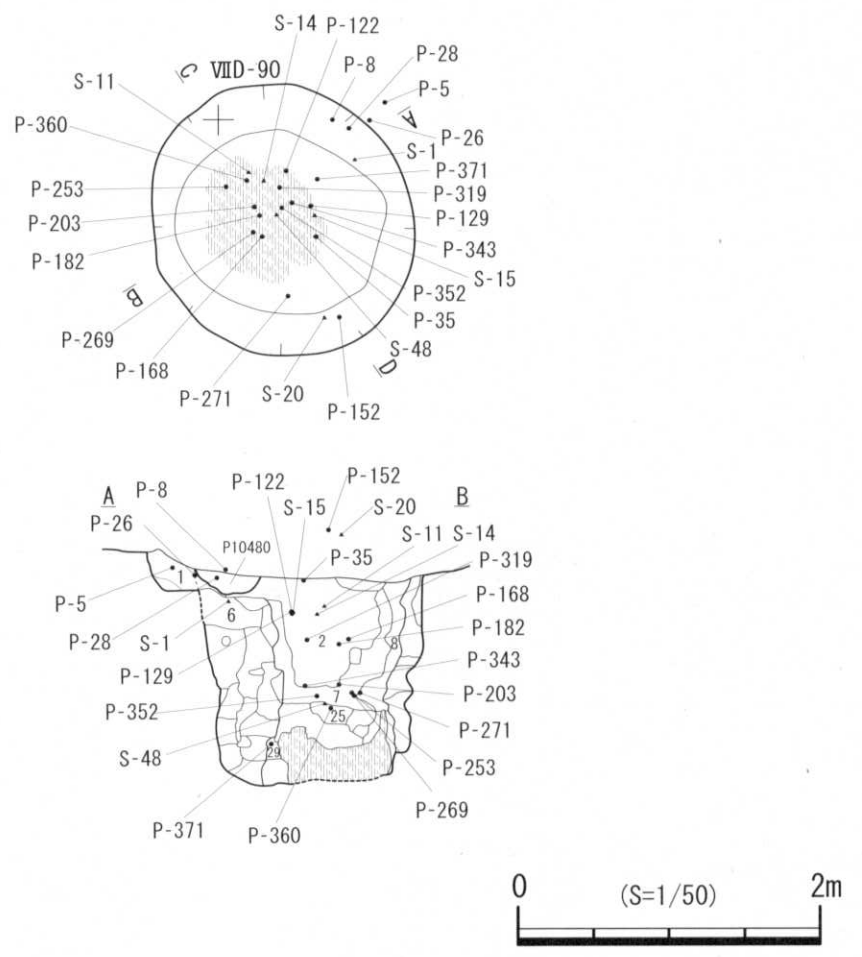 S-14 P-122
P-28
C VIID-90
P-8
S-11
P-5
A
P-360
P-26
S-1
P-371
P-253
P-319
P-203
P-129
P-343
P-182
S-15
B
P-352
P-35
P-269
S-48
P-168
D
P-271
S-20
P-152
P-152
P-122
A
P-8
S-15
S-20
B
P-26
S-11 S-14
P10480
P-35
P-319
1
P-5
P-168
6
P-28
2
8
P-182
S-1
P-129
P-343
7
P-203
P-352
25
P-271
S-48
29
P-253
P-269
P-371
P-360
0 (S=1/50) 2m